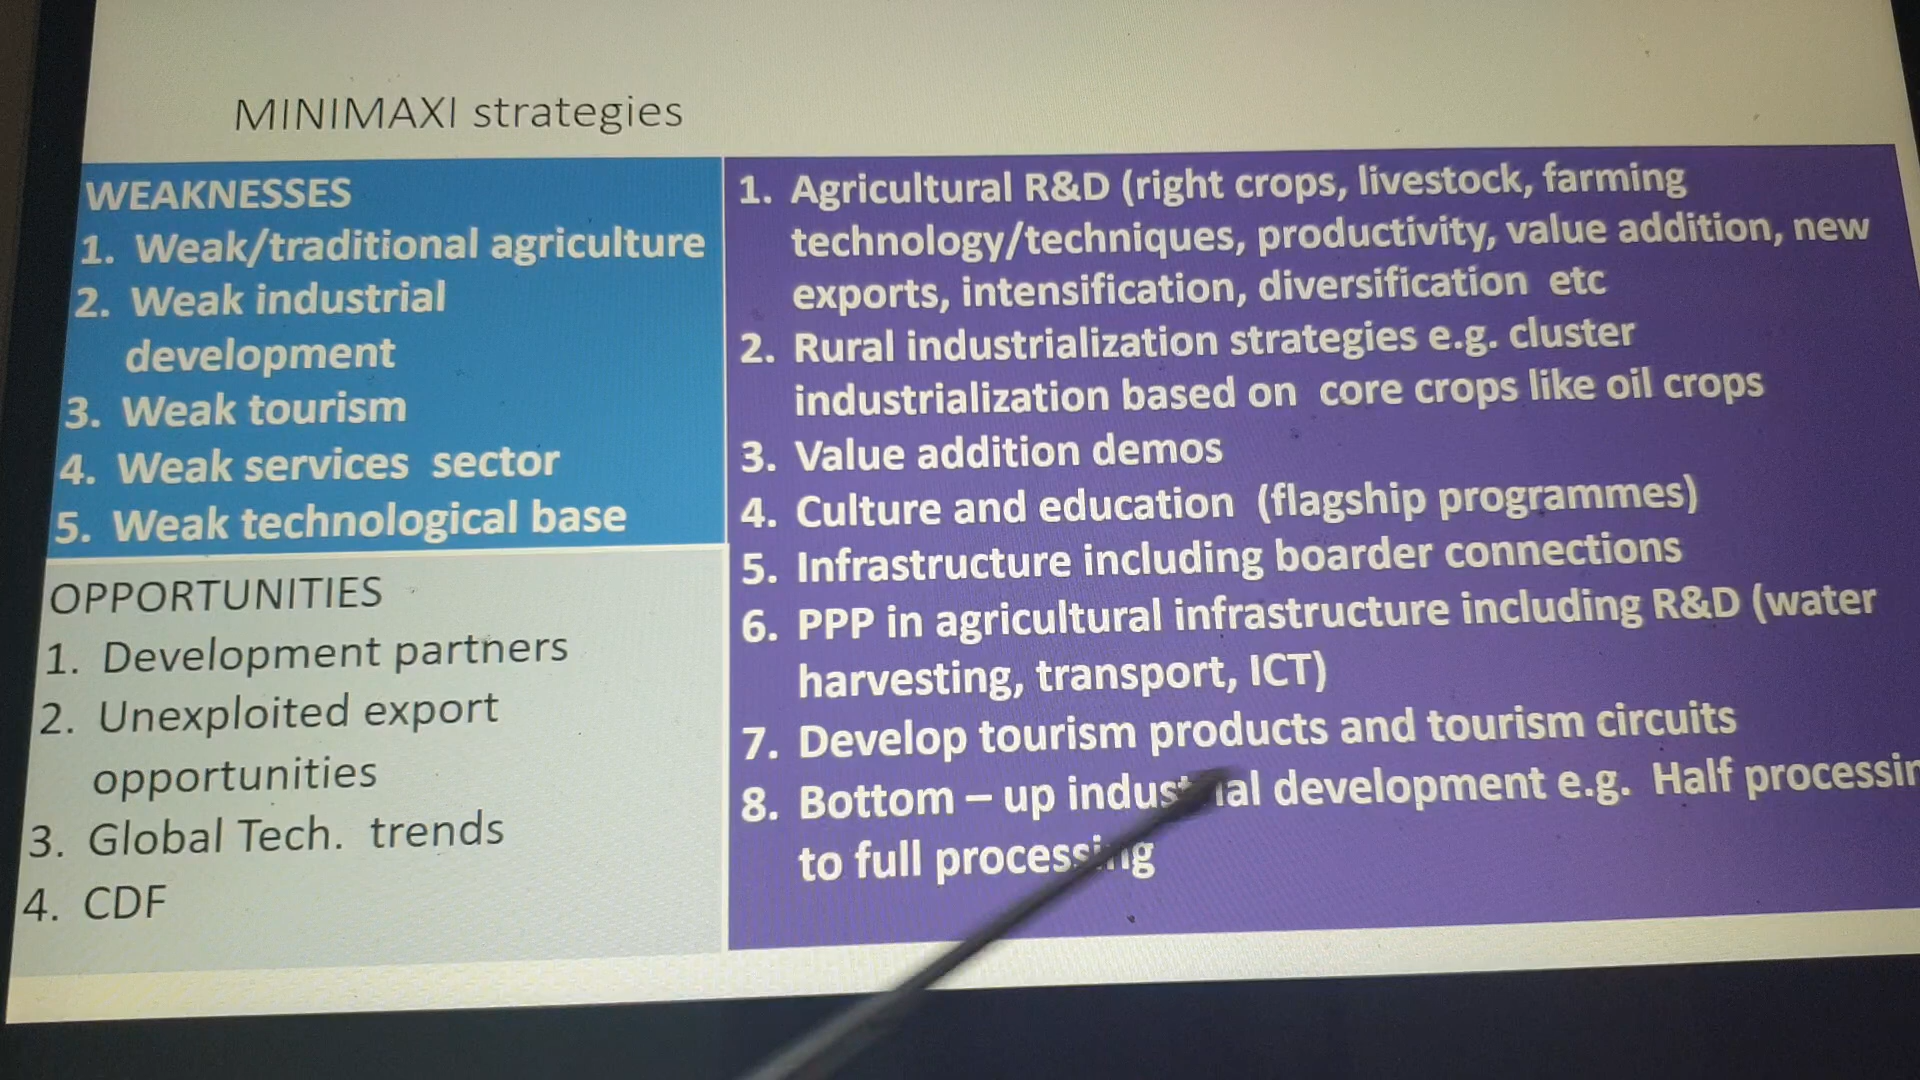 MINIMAXI strategies
WEAKNESSES
1. Weak/traditional agriculture
2. Weak industrial
development
3. Weak tourism
4. Weak services sector
5. Weak technological base
OPPORTUNITIES
1. Development partners
2. Unexploited export
opportunities
3. Global Tech. trends
4. CDF
1. Agricultural R&D (right crops, livestock, farming
technology/techniques, productivity, value addition, new
exports, intensification, diversification etc
2. Rural industrialization strategies e.g. cluster
industrialization based on core crops like oil crops
3. Value addition demos
4. Culture and education (flagship programmes)
5. Infrastructure including boarder connections
6. PPP in agricultural infrastructure including R&D (water
harvesting, transport, ICT)
7. Develop tourism products and tourism circuits
8. Bottom – up industrial development e.g. Half processin
to full processing